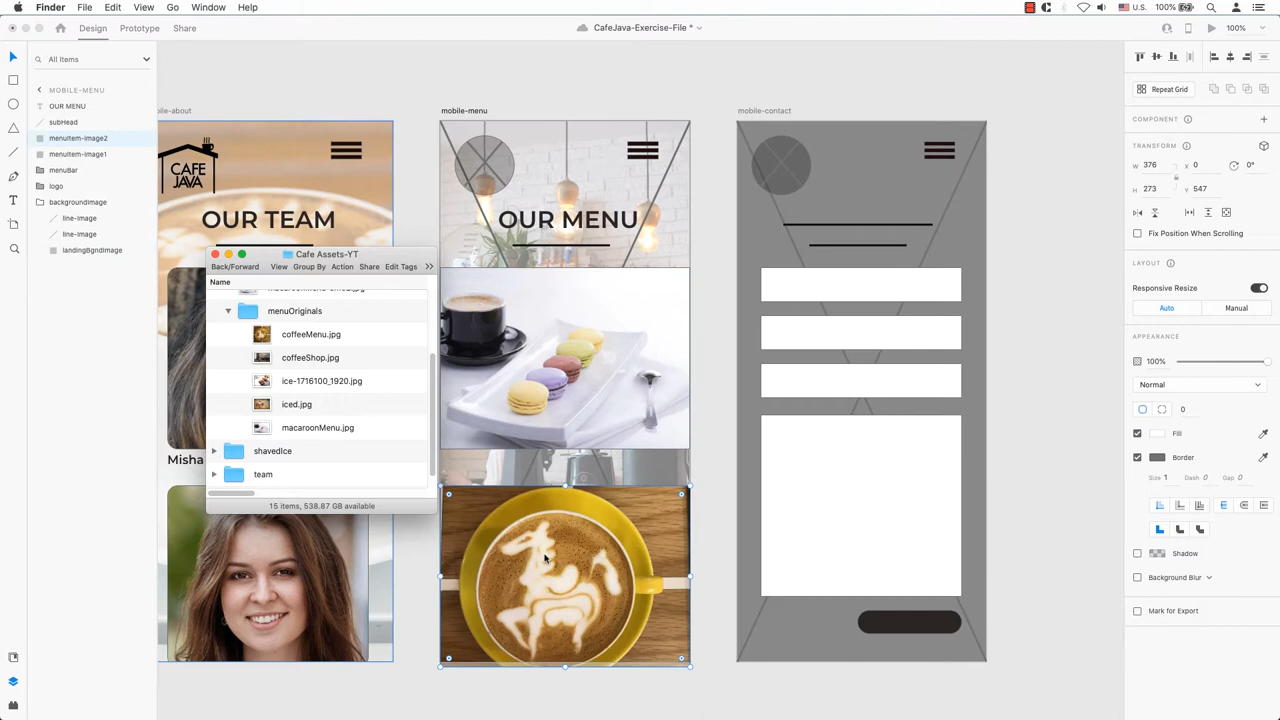 Finder File Edit View Go Window Help U.S. 100%
Design Prototype Share CafeJava-Exercise-File * 100%
All Items
MOBILE-MENU
OUR MENU
subHead
menuItem-image2
menuItem-image1
menuBar
logo
backgroundImage
line-image
line-image
landingBgndImage
bile-about
CAFE
JAVA
OUR TEAM
Misha
Cafe Assets-YT
Back/Forward View Group By Action Share Edit Tags
Name
menuOriginals
coffeeMenu.jpg
coffeeShop.jpg
ice-1716100_1920.jpg
iced.jpg
macaroonMenu.jpg
shavedIce
team
15 items, 538.87 GB available
mobile-menu
OUR MENU
mobile-contact
Repeat Grid
COMPONENT
TRANSFORM
W 376 X 0 0°
H 273 Y 547
Fix Position When Scrolling
LAYOUT
Responsive Resize
Auto Manual
APPEARANCE
100%
Normal
0
Fill
Border
Size 1 Dash 0 Gap 0
Shadow
Background Blur
Mark for Export